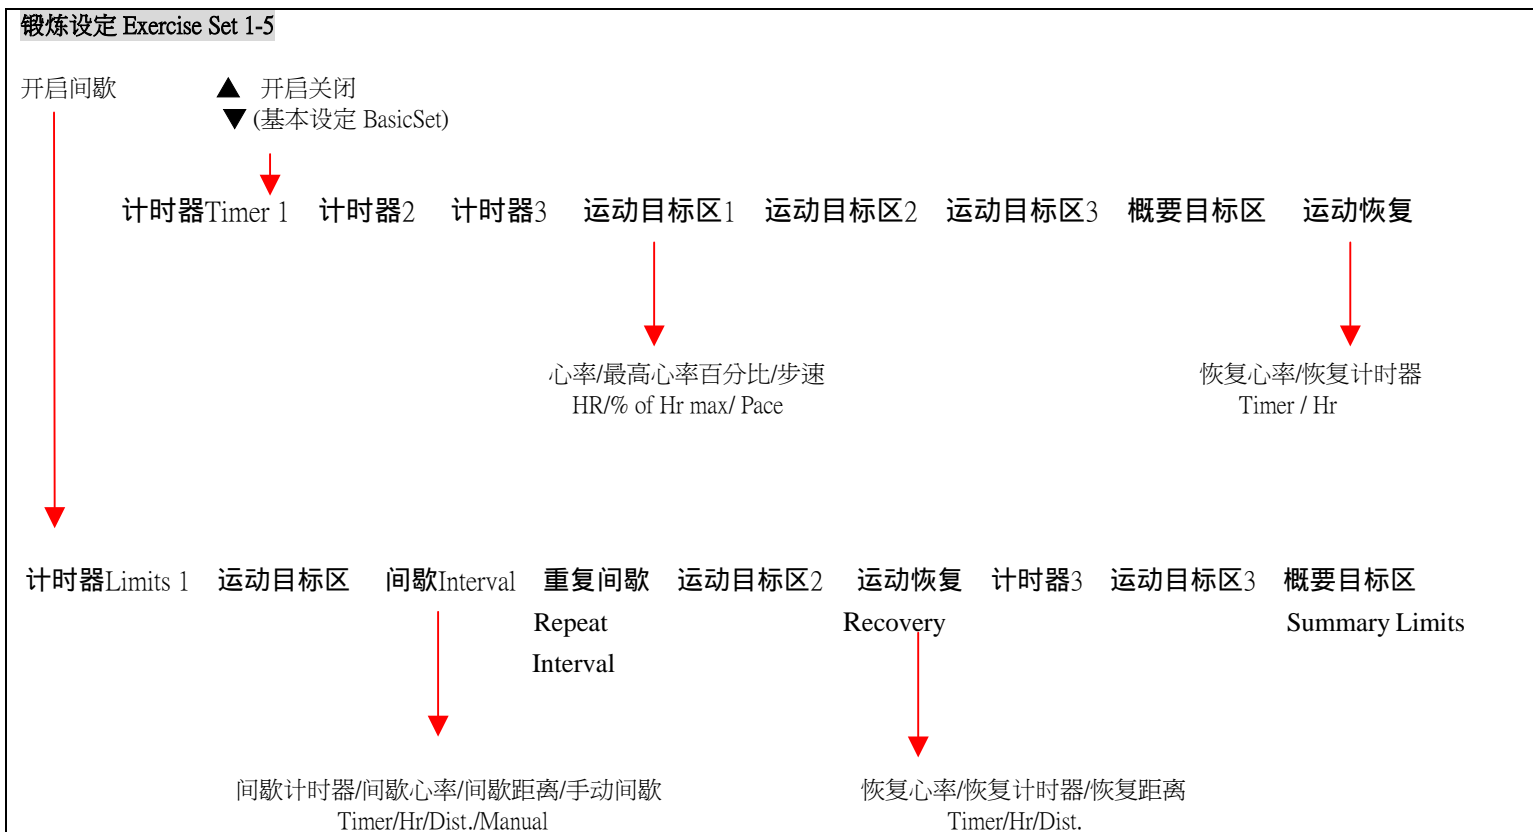 锻炼设定 Exercise Set 1-5
开启间歇 ▲ 开启关闭
▼ (基本设定 BasicSet)
计时器Timer 1 计时器2 计时器3 运动目标区1 运动目标区2 运动目标区3 概要目标区 运动恢复
心率/最高心率百分比/步速 恢复心率/恢复计时器
HR/% of Hr max/ Pace Timer / Hr
计时器Limits 1 运动目标区 间歇Interval 重复间歇 运动目标区2 运动恢复 计时器3 运动目标区3 概要目标区
Repeat Recovery Summary Limits
Interval
间歇计时器/间歇心率/间歇距离/手动间歇 恢复心率/恢复计时器/恢复距离
Timer/Hr/Dist./Manual Timer/Hr/Dist.